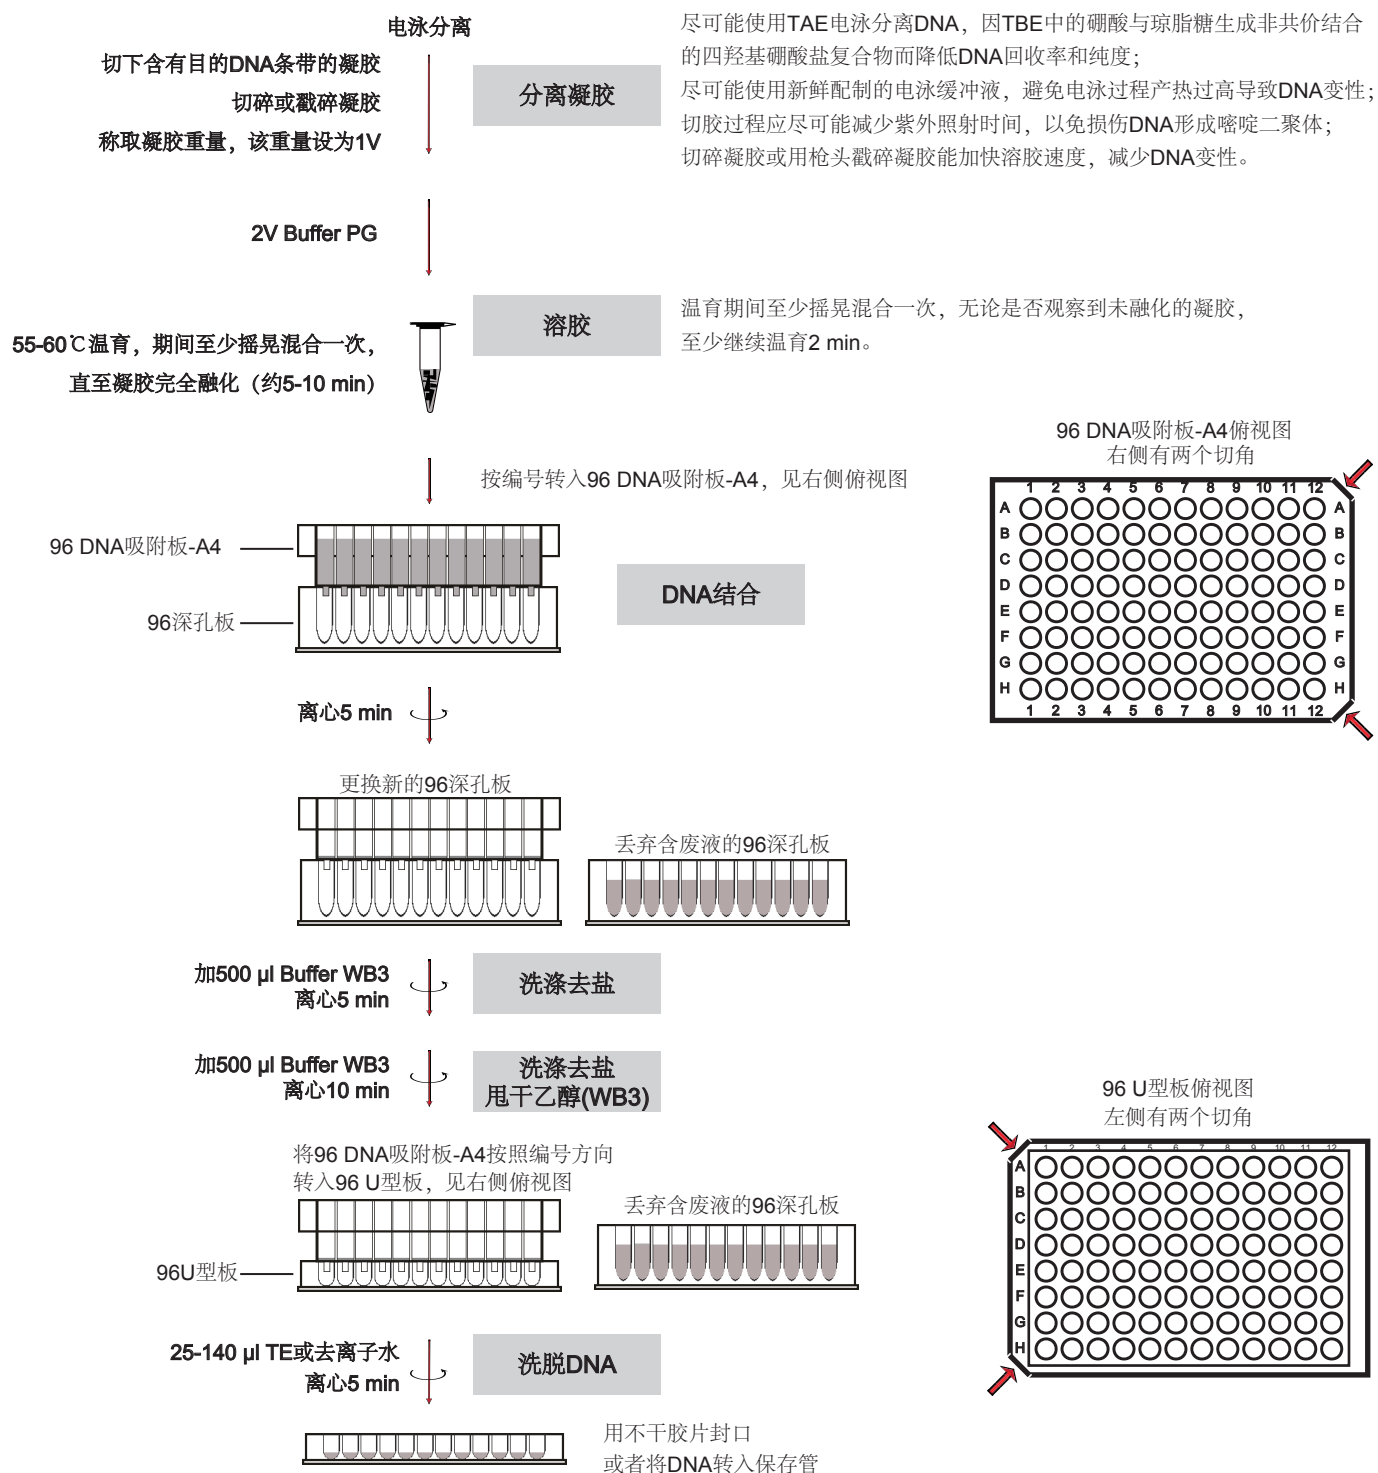 电泳分离
切下含有目的DNA条带的凝胶
切碎或戳碎凝胶
称取凝胶重量，该重量设为1V
分离凝胶
尽可能使用TAE电泳分离DNA，因TBE中的硼酸与琼脂糖生成非共价结合
的四羟基硼酸盐复合物而降低DNA回收率和纯度；
尽可能使用新鲜配制的电泳缓冲液，避免电泳过程产热过高导致DNA变性；
切胶过程应尽可能减少紫外照射时间，以免损伤DNA形成嘧啶二聚体；
切碎凝胶或用枪头戳碎凝胶能加快溶胶速度，减少DNA变性。
2V Buffer PG
55-60℃温育，期间至少摇晃混合一次，
直至凝胶完全融化（约5-10 min）
溶胶
温育期间至少摇晃混合一次，无论是否观察到未融化的凝胶，
至少继续温育2 min。
按编号转入96 DNA吸附板-A4，见右侧俯视图
96 DNA吸附板-A4
96深孔板
DNA结合
96 DNA吸附板-A4俯视图
右侧有两个切角
1 2 3 4 5 6 7 8 9 10 11 12
A A
B B
C C
D D
E E
F F
G G
H H
1 2 3 4 5 6 7 8 9 10 11 12
离心5 min
更换新的96深孔板
丢弃含废液的96深孔板
加500 µl Buffer WB3
离心5 min
洗涤去盐
加500 µl Buffer WB3
离心10 min
洗涤去盐
甩干乙醇(WB3)
将96 DNA吸附板-A4按照编号方向
转入96 U型板，见右侧俯视图
丢弃含废液的96深孔板
96U型板
96 U型板俯视图
左侧有两个切角
1 2 3 4 5 6 7 8 9 10 11 12
A
B
C
D
E
F
G
H
25-140 µl TE或去离子水
离心5 min
洗脱DNA
用不干胶片封口
或者将DNA转入保存管